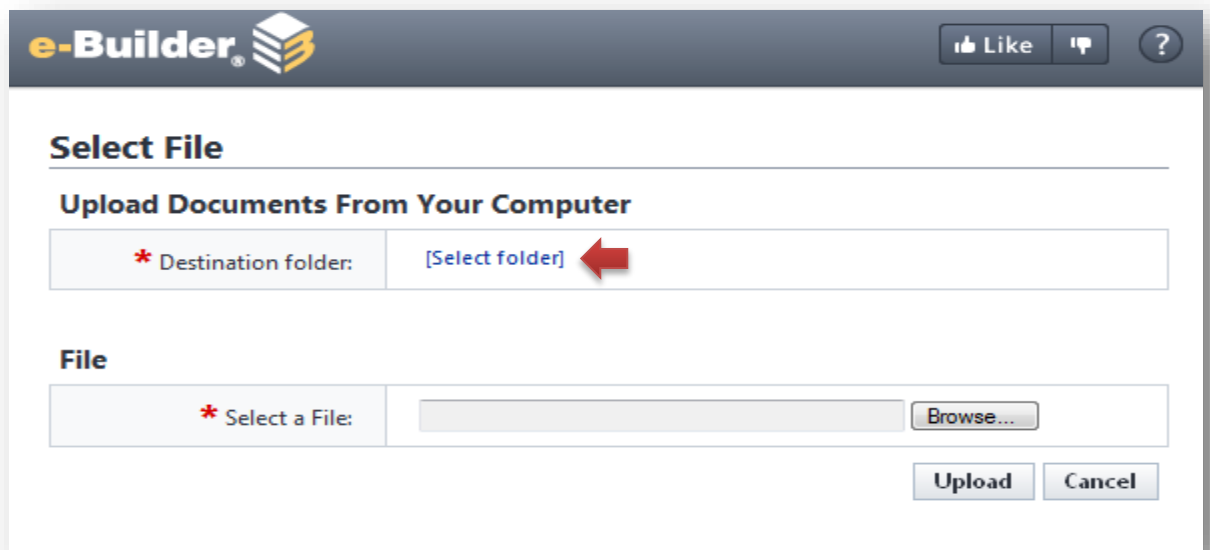 e-Builder®
Like
?
Select File
Upload Documents From Your Computer
* Destination folder: [Select folder]
File
* Select a File: Browse...
Upload Cancel